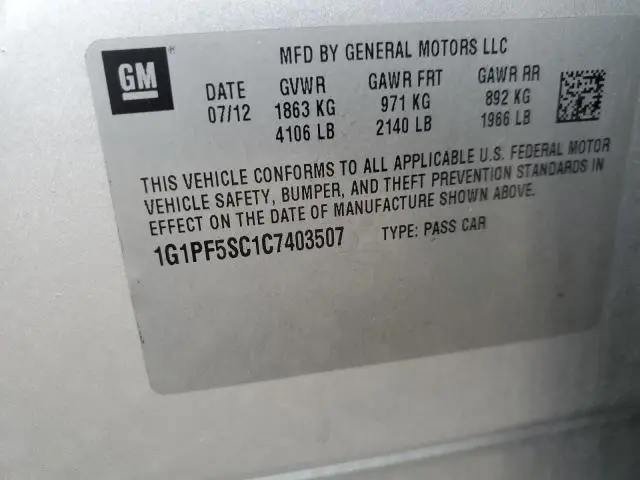 GM ®
MFD BY GENERAL MOTORS LLC
DATE GVWR GAWR FRT GAWR RR
07/12 1863 KG 971 KG 892 KG
4106 LB 2140 LB 1966 LB
THIS VEHICLE CONFORMS TO ALL APPLICABLE U.S. FEDERAL MOTOR
VEHICLE SAFETY, BUMPER, AND THEFT PREVENTION STANDARDS IN
EFFECT ON THE DATE OF MANUFACTURE SHOWN ABOVE.
1G1PF5SC1C7403507 TYPE: PASS CAR